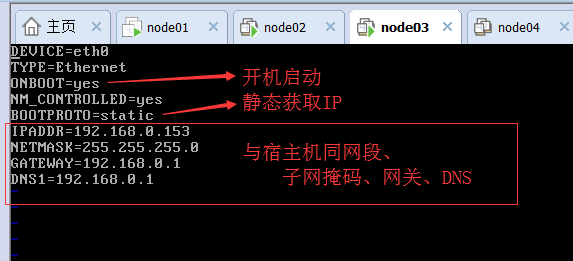 主页 node01 node02 node03 node04
DEVICE=eth0
TYPE=Ethernet
ONBOOT=yes 开机启动
NM_CONTROLLED=yes
BOOTPROTO=static 静态获取IP
IPADDR=192.168.0.153
NETMASK=255.255.255.0 与宿主机同网段、
GATEWAY=192.168.0.1 子网掩码、网关、DNS
DNS1=192.168.0.1
~
~
~
~
~